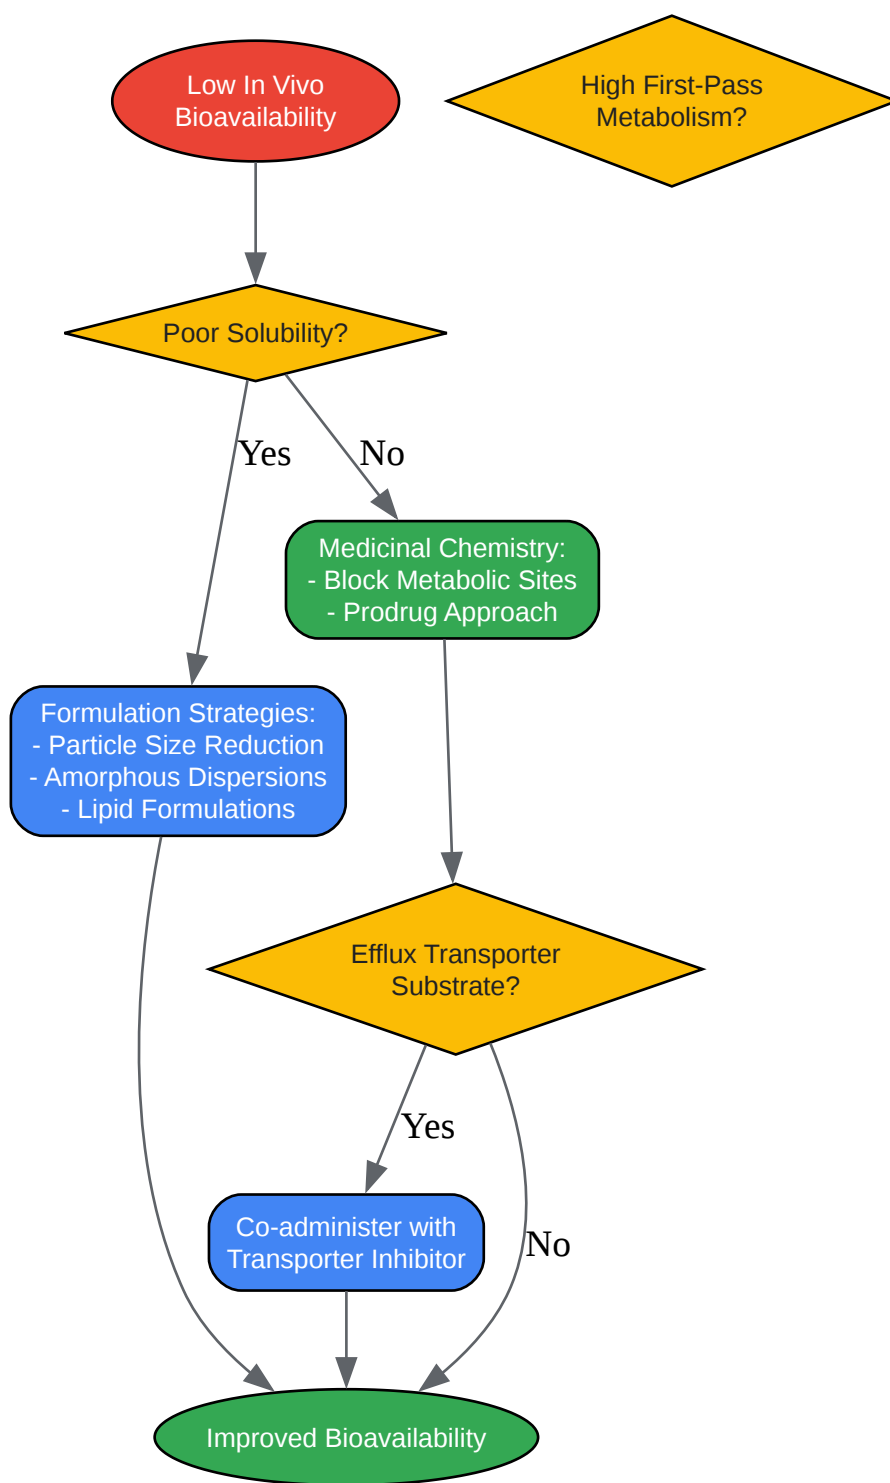 Low In Vivo
Bioavailability
High First-Pass
Metabolism?
Poor Solubility?
Yes
No
Medicinal Chemistry:
- Block Metabolic Sites
- Prodrug Approach
Formulation Strategies:
- Particle Size Reduction
- Amorphous Dispersions
- Lipid Formulations
Efflux Transporter
Substrate?
Yes
Co-administer with
Transporter Inhibitor
No
Improved Bioavailability